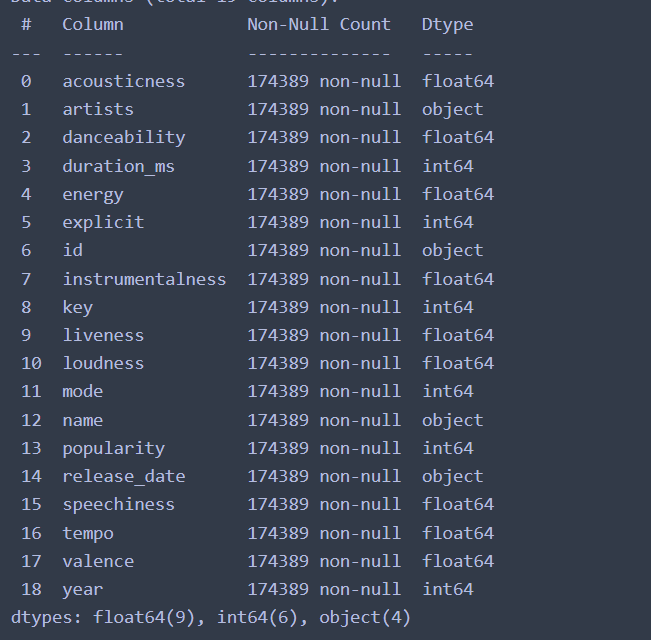 Data columns (total 19 columns):
 #   Column            Non-Null Count   Dtype
---  ------            --------------   -----
 0   acousticness      174389 non-null  float64
 1   artists           174389 non-null  object
 2   danceability      174389 non-null  float64
 3   duration_ms       174389 non-null  int64
 4   energy            174389 non-null  float64
 5   explicit          174389 non-null  int64
 6   id                174389 non-null  object
 7   instrumentalness  174389 non-null  float64
 8   key               174389 non-null  int64
 9   liveness          174389 non-null  float64
 10  loudness          174389 non-null  float64
 11  mode              174389 non-null  int64
 12  name              174389 non-null  object
 13  popularity        174389 non-null  int64
 14  release_date      174389 non-null  object
 15  speechiness       174389 non-null  float64
 16  tempo             174389 non-null  float64
 17  valence           174389 non-null  float64
 18  year              174389 non-null  int64
dtypes: float64(9), int64(6), object(4)